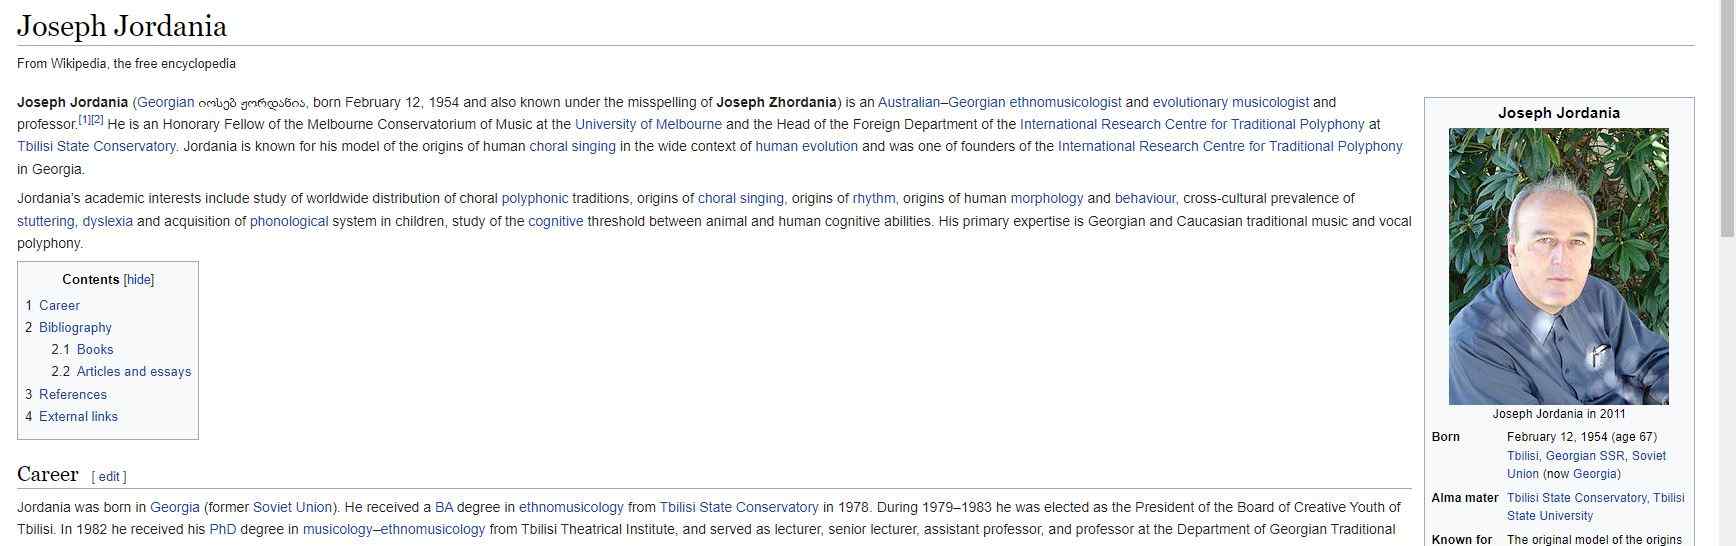 Joseph Jordania
From Wikipedia, the free encyclopedia
Joseph Jordania (Georgian იოსებ ჟორდანია, born February 12, 1954 and also known under the misspelling of Joseph Zhordania) is an Australian–Georgian ethnomusicologist and evolutionary musicologist and
professor.[1][2] He is an Honorary Fellow of the Melbourne Conservatorium of Music at the University of Melbourne and the Head of the Foreign Department of the International Research Centre for Traditional Polyphony at
Tbilisi State Conservatory. Jordania is known for his model of the origins of human choral singing in the wide context of human evolution and was one of founders of the International Research Centre for Traditional Polyphony
in Georgia.
Jordania's academic interests include study of worldwide distribution of choral polyphonic traditions, origins of choral singing, origins of rhythm, origins of human morphology and behaviour, cross-cultural prevalence of
stuttering, dyslexia and acquisition of phonological system in children, study of the cognitive threshold between animal and human cognitive abilities. His primary expertise is Georgian and Caucasian traditional music and vocal
polyphony.
Contents [hide]
1 Career
2 Bibliography
2.1 Books
2.2 Articles and essays
3 References
4 External links
Career [ edit ]
Jordania was born in Georgia (former Soviet Union). He received a BA degree in ethnomusicology from Tbilisi State Conservatory in 1978. During 1979–1983 he was elected as the President of the Board of Creative Youth of
Tbilisi. In 1982 he received his PhD degree in musicology–ethnomusicology from Tbilisi Theatrical Institute, and served as lecturer, senior lecturer, assistant professor, and professor at the Department of Georgian Traditional
Joseph Jordania
Joseph Jordania in 2011
Born February 12, 1954 (age 67)
Tbilisi, Georgian SSR, Soviet
Union (now Georgia)
Alma mater Tbilisi State Conservatory, Tbilisi
State University
Known for The original model of the origins